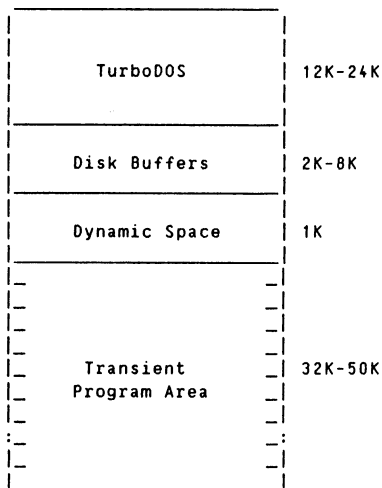 TurboDOS 12K-24K
Disk Buffers 2K-8K
Dynamic Space 1K
Transient 32K-50K
Program Area